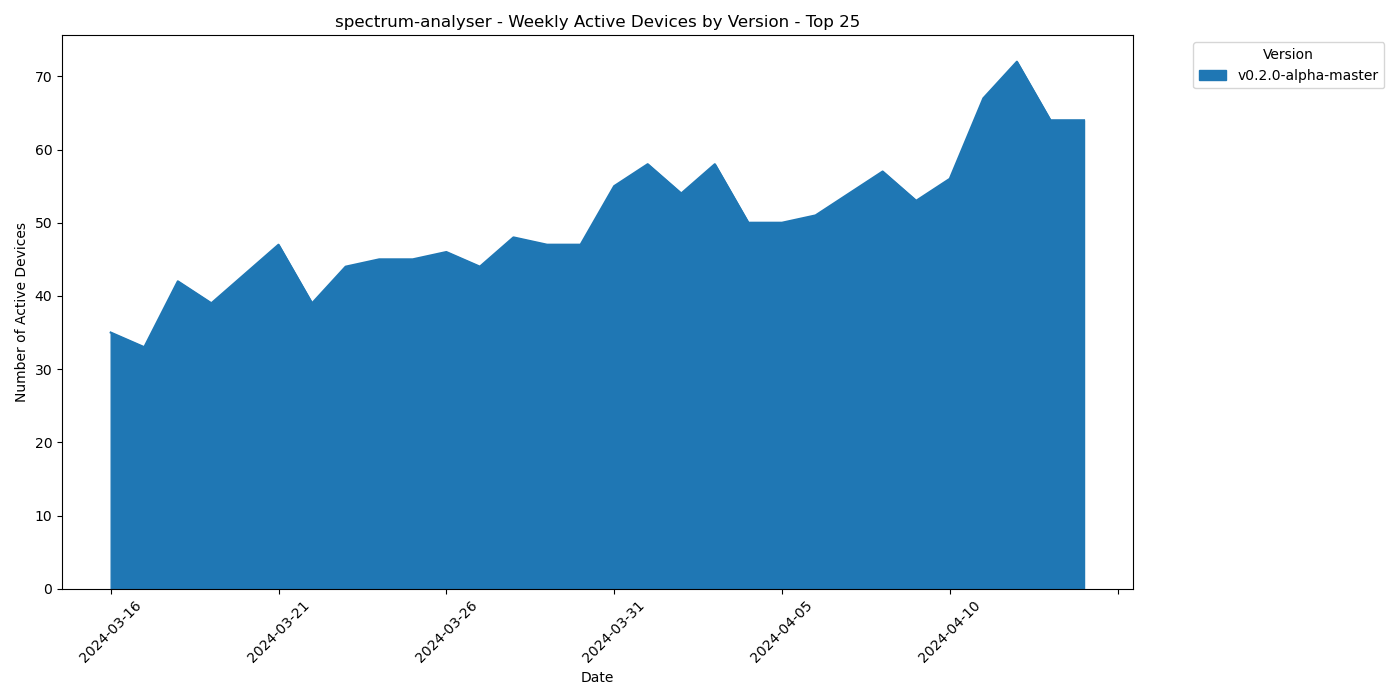 spectrum-analyser - Weekly Active Devices by Version - Top 25
Version
v0.2.0-alpha-master
Number of Active Devices
70
60
50
40
30
20
10
0
2024-03-16
2024-03-21
2024-03-26
2024-03-31
2024-04-05
2024-04-10
Date